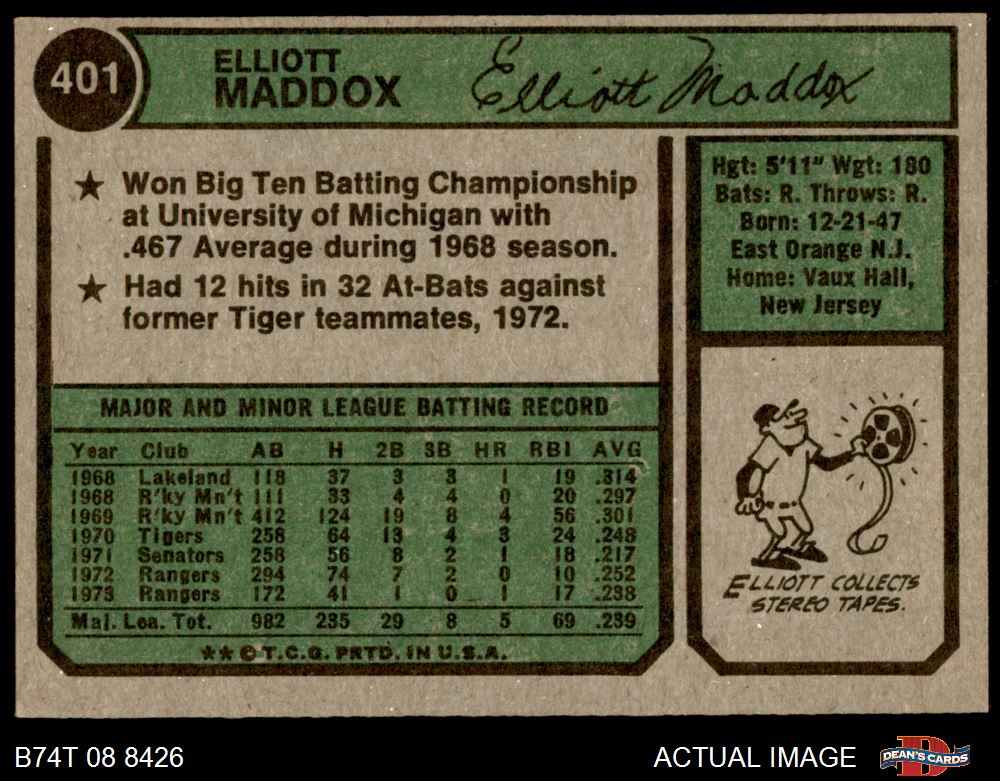 401
ELLIOTT
MADDOX
Elliott Maddox
★ Won Big Ten Batting Championship
at University of Michigan with
.467 Average during 1968 season.
★ Had 12 hits in 32 At-Bats against
former Tiger teammates, 1972.
Hgt: 5'11" Wgt: 180
Bats: R. Throws: R.
Born: 12-21-47
East Orange N.J.
Home: Vaux Hall,
New Jersey
MAJOR AND MINOR LEAGUE BATTING RECORD
Year Club AB H 2B 3B HR RBI AVG
1968 Lakeland 118 37 3 3 1 19 .314
1968 R'ky Mn't 111 33 4 4 0 20 .297
1969 R'ky Mn't 412 124 19 8 4 56 .301
1970 Tigers 258 64 13 4 3 24 .248
1971 Senators 258 56 8 2 1 18 .217
1972 Rangers 294 74 7 2 0 10 .252
1973 Rangers 172 41 1 0 1 17 .238
Maj. Lea. Tot. 982 235 29 8 5 69 .239
★★ © T.C.G. PRTD. IN U.S.A.
ELLIOTT COLLECTS
STEREO TAPES.
B74T 08 8426
ACTUAL IMAGE
DEAN'S CARDS